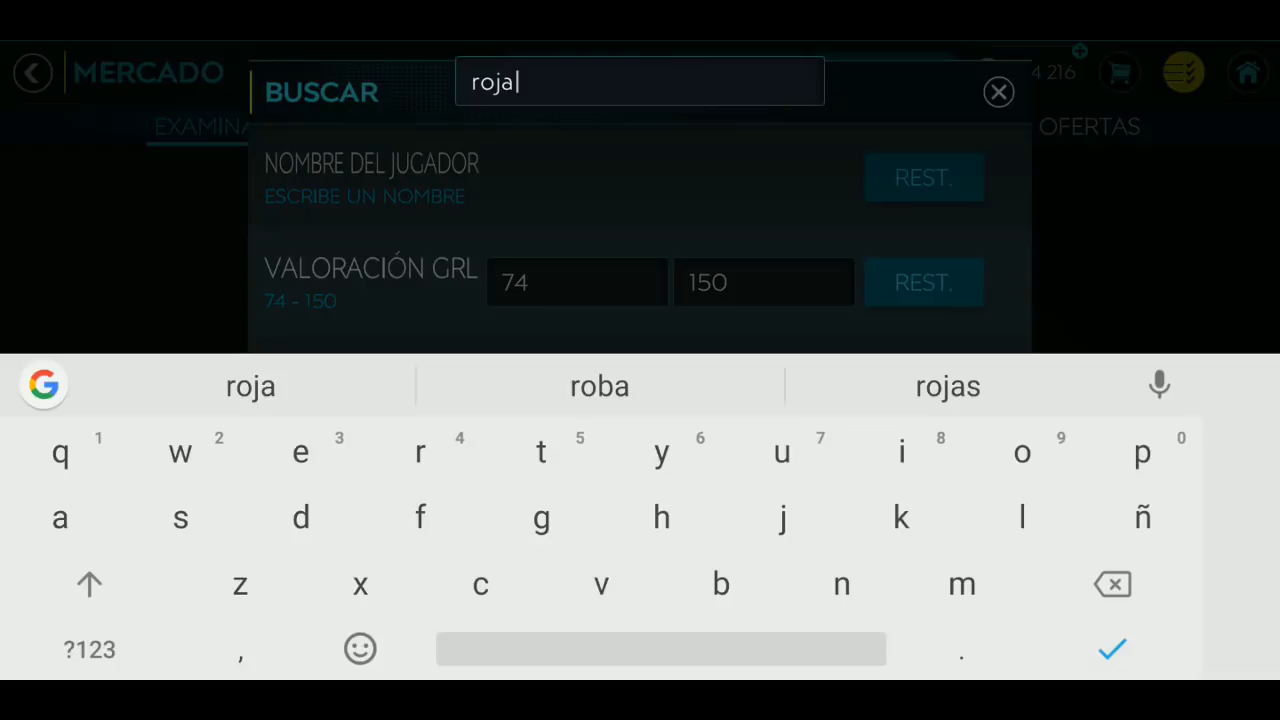 MERCADO
BUSCAR
roja
4 216
EXAMINA
OFERTAS
NOMBRE DEL JUGADOR
ESCRIBE UN NOMBRE
REST.
VALORACIÓN GRL
74 - 150
74
150
REST.
roja
roba
rojas
q 1 w 2 e 3 r 4 t 5 y 6 u 7 i 8 o 9 p 0
a s d f g h j k l ñ
z x c v b n m
?123 , .